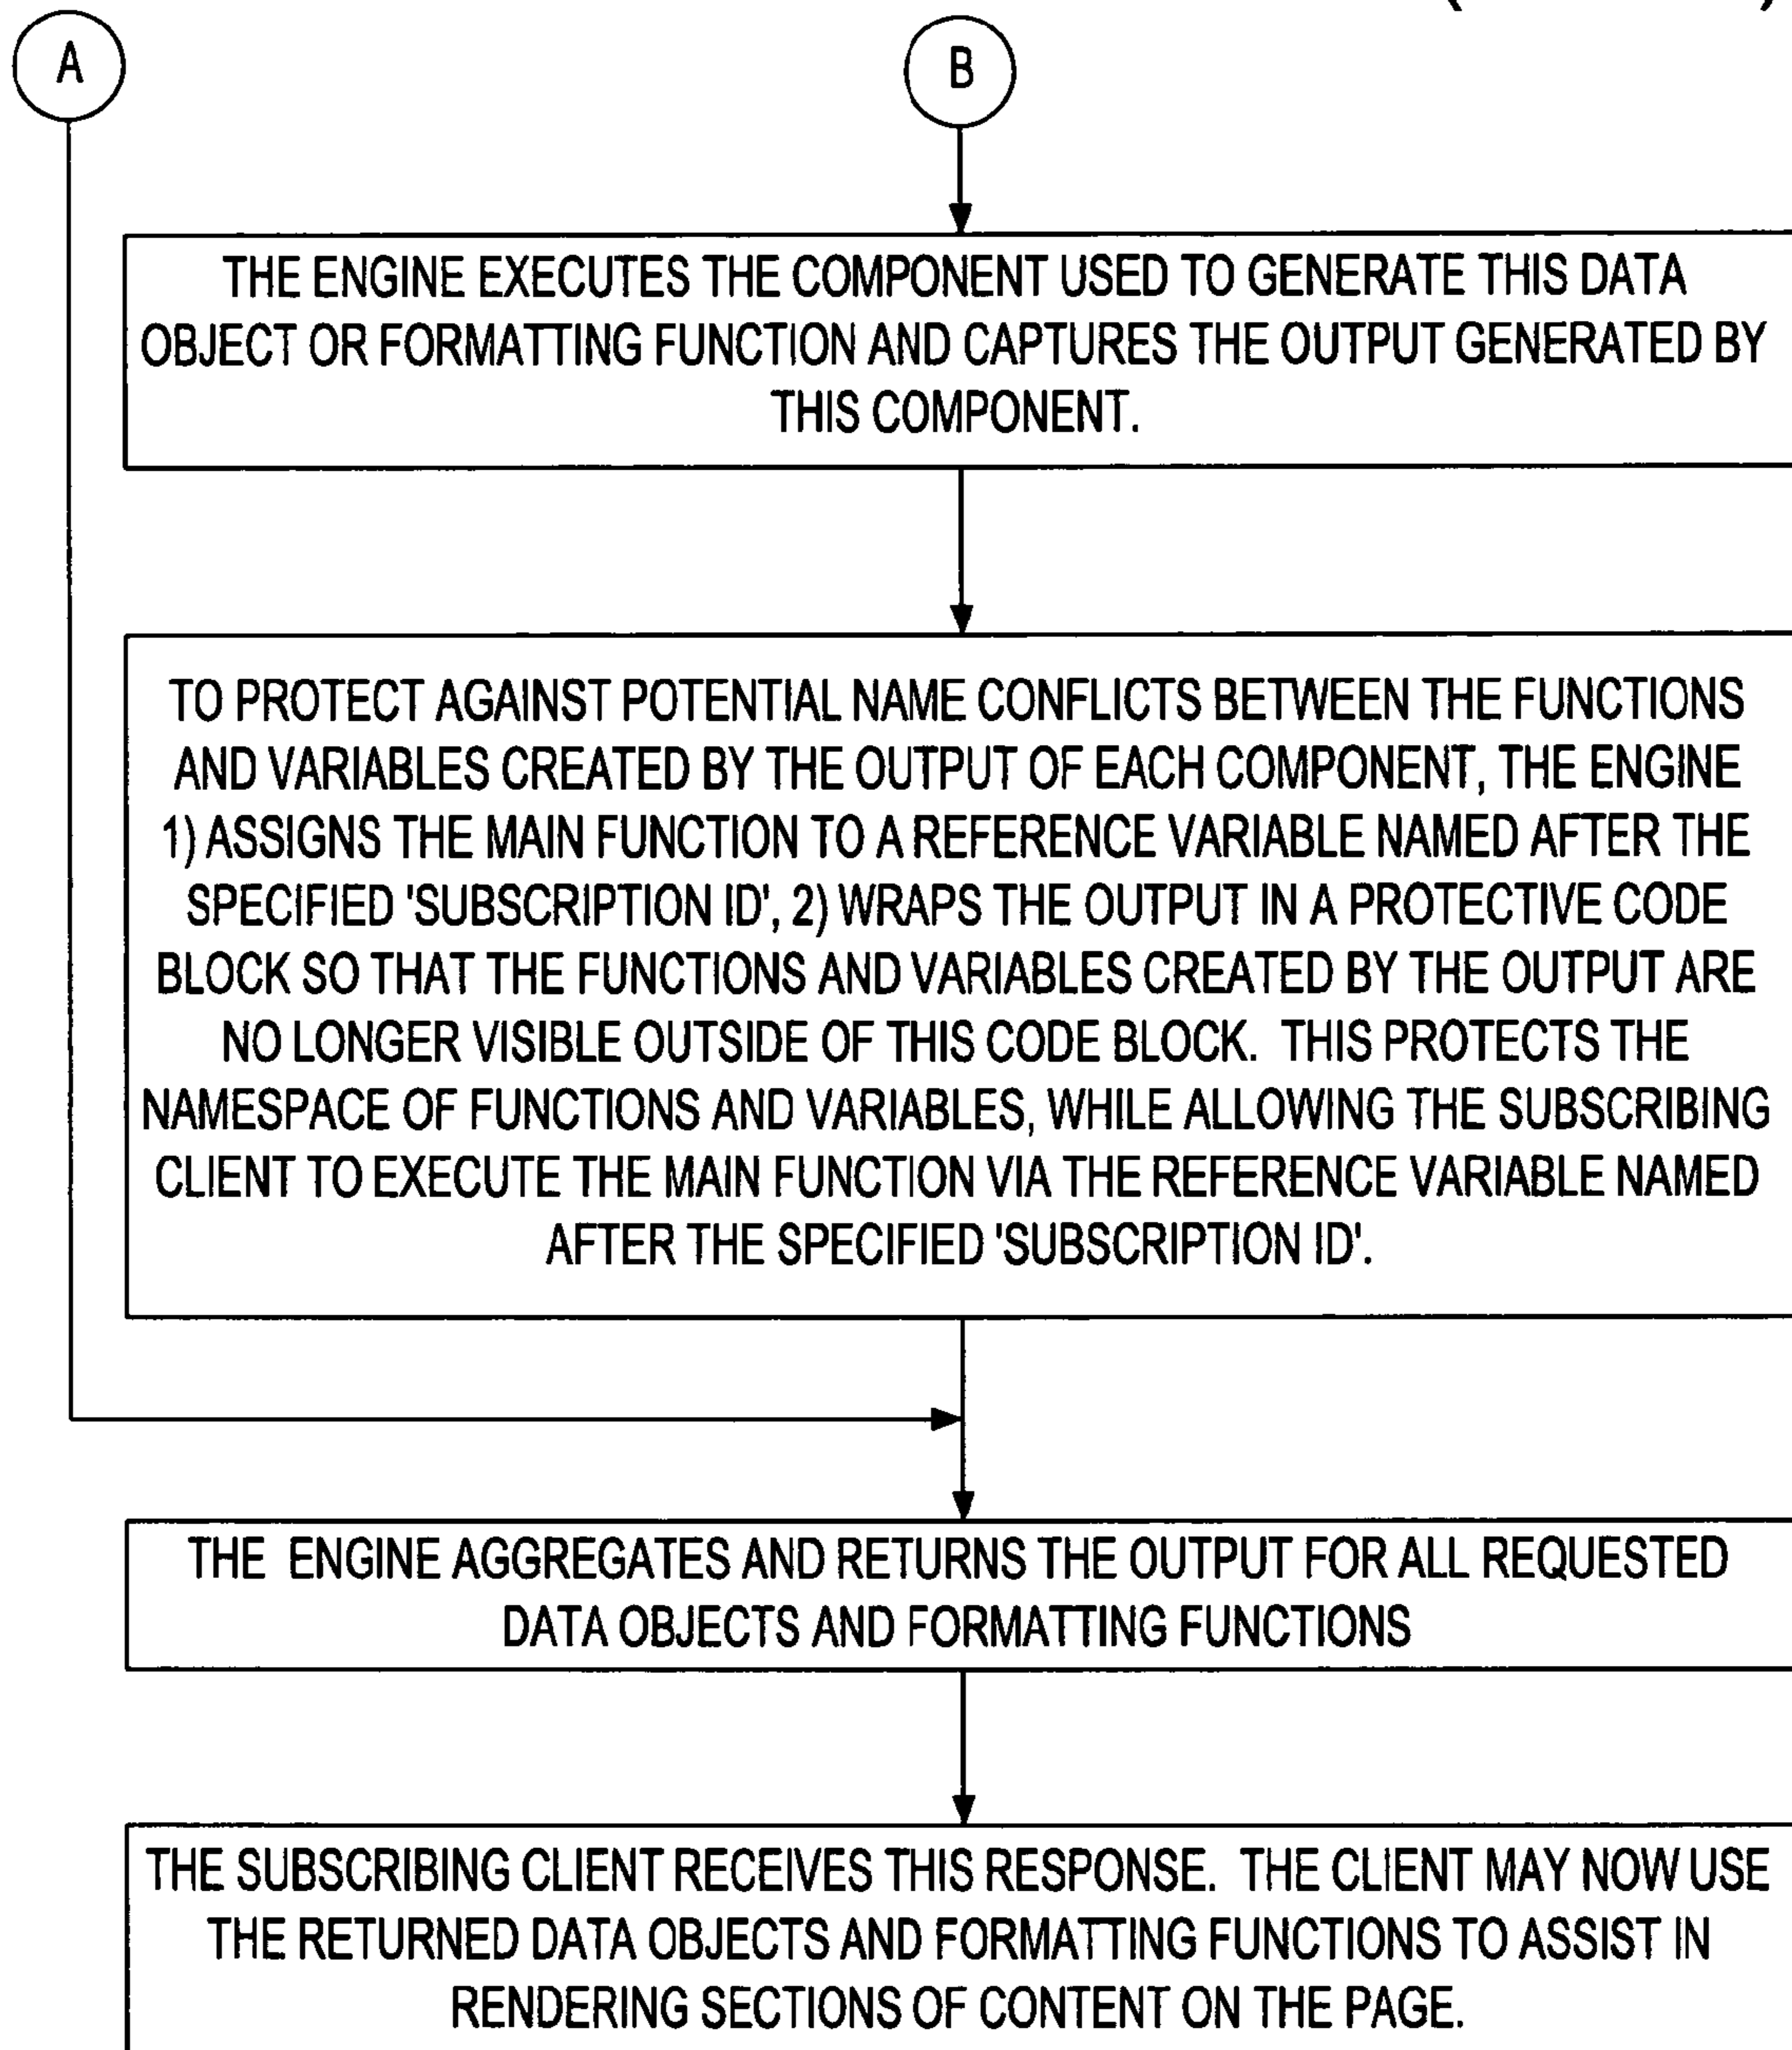 A
B
THE ENGINE EXECUTES THE COMPONENT USED TO GENERATE THIS DATA
OBJECT OR FORMATTING FUNCTION AND CAPTURES THE OUTPUT GENERATED BY
THIS COMPONENT.
TO PROTECT AGAINST POTENTIAL NAME CONFLICTS BETWEEN THE FUNCTIONS
AND VARIABLES CREATED BY THE OUTPUT OF EACH COMPONENT, THE ENGINE
1) ASSIGNS THE MAIN FUNCTION TO A REFERENCE VARIABLE NAMED AFTER THE
SPECIFIED 'SUBSCRIPTION ID', 2) WRAPS THE OUTPUT IN A PROTECTIVE CODE
BLOCK SO THAT THE FUNCTIONS AND VARIABLES CREATED BY THE OUTPUT ARE
NO LONGER VISIBLE OUTSIDE OF THIS CODE BLOCK. THIS PROTECTS THE
NAMESPACE OF FUNCTIONS AND VARIABLES, WHILE ALLOWING THE SUBSCRIBING
CLIENT TO EXECUTE THE MAIN FUNCTION VIA THE REFERENCE VARIABLE NAMED
AFTER THE SPECIFIED 'SUBSCRIPTION ID'.
THE ENGINE AGGREGATES AND RETURNS THE OUTPUT FOR ALL REQUESTED
DATA OBJECTS AND FORMATTING FUNCTIONS
THE SUBSCRIBING CLIENT RECEIVES THIS RESPONSE. THE CLIENT MAY NOW USE
THE RETURNED DATA OBJECTS AND FORMATTING FUNCTIONS TO ASSIST IN
RENDERING SECTIONS OF CONTENT ON THE PAGE.